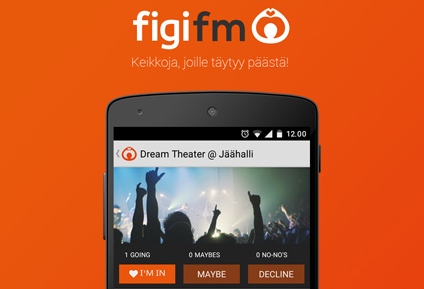 figifm
Keikkoja, joille täytyy päästä!
12.00
Dream Theater @ Jäähalli
1 GOING 0 MAYBES 0 NO-NO'S
I'M IN MAYBE DECLINE